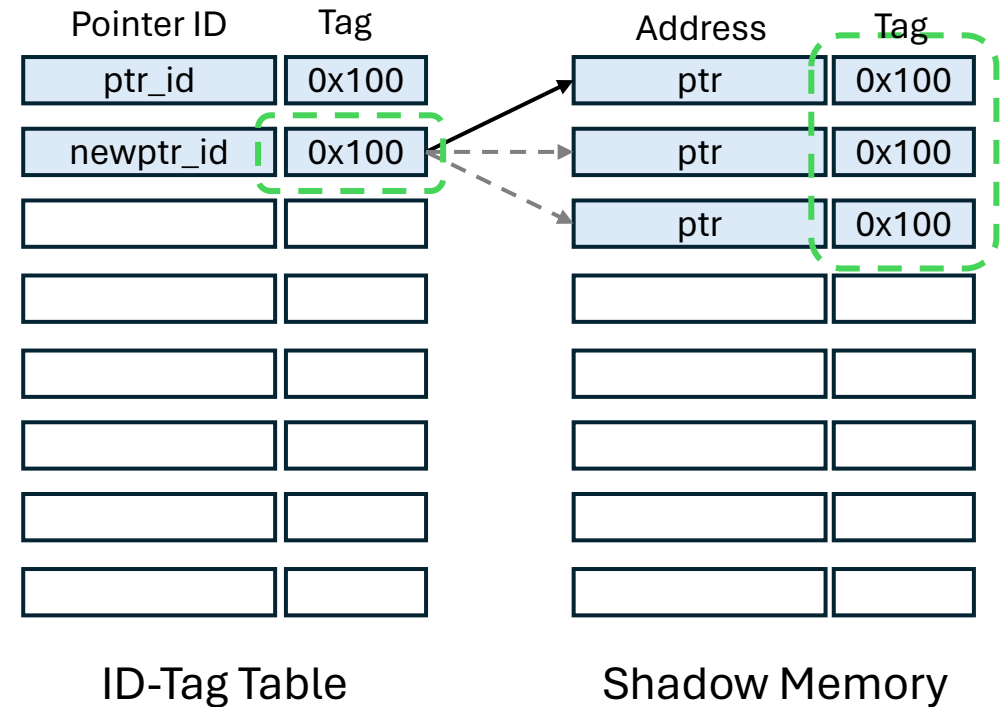 Pointer ID Tag
ptr_id 0x100
newptr_id 0x100
ID-Tag Table
Address Tag
ptr 0x100
ptr 0x100
ptr 0x100
Shadow Memory